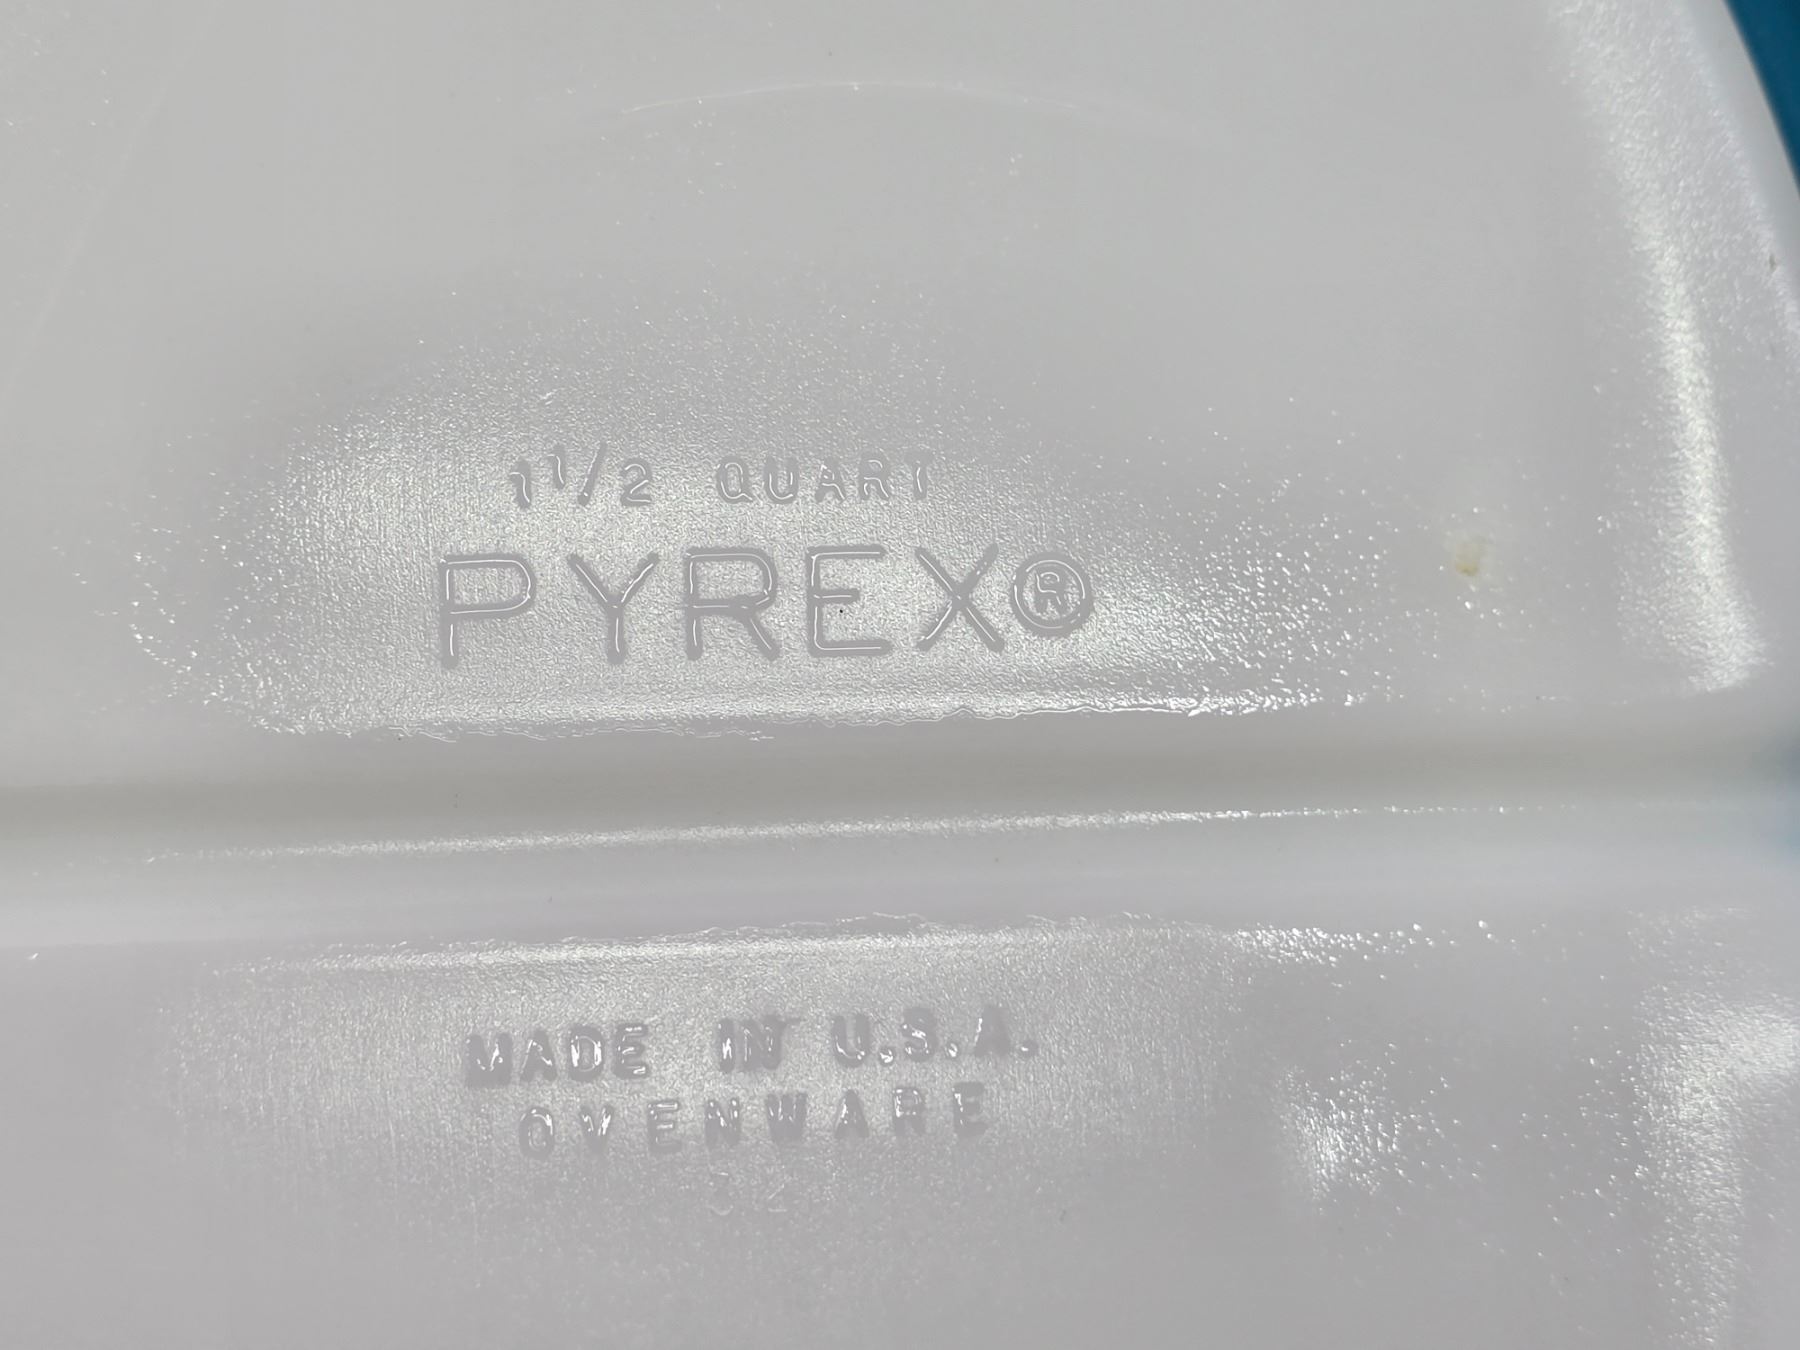 1 1/2 QUART
PYREX®
MADE IN U.S.A.
OVENWARE